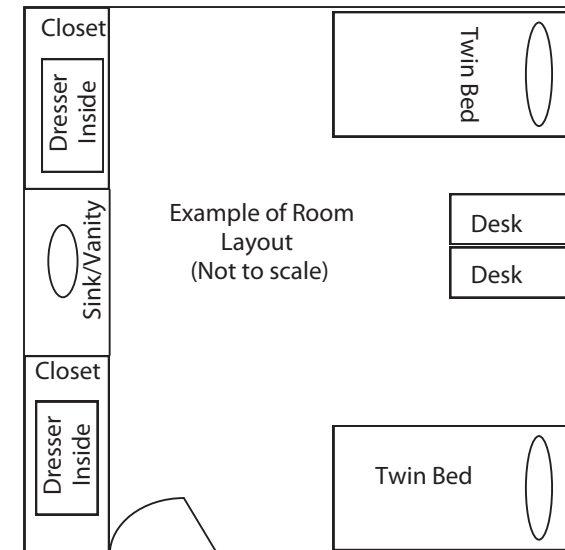 Closet
Dresser
Inside
Twin Bed
Sink/Vanity
Example of Room
Layout
(Not to scale)
Desk
Desk
Closet
Dresser
Inside
Twin Bed